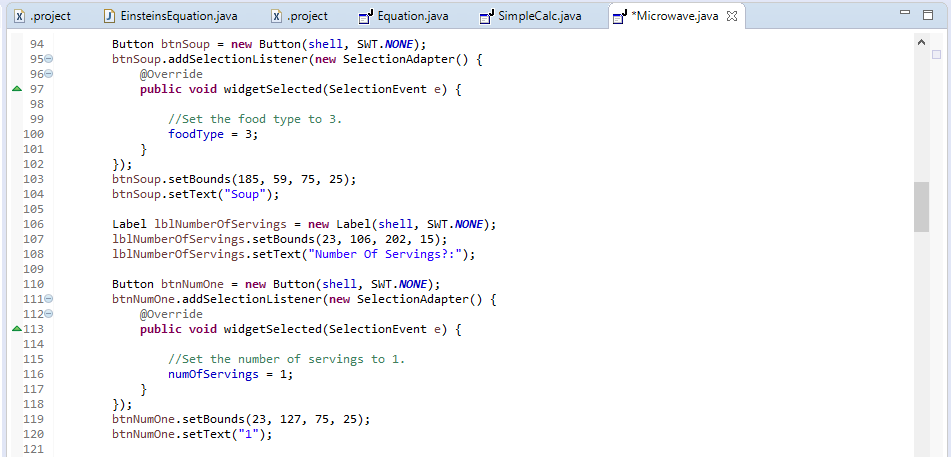 .project EinsteinsEquation.java .project Equation.java SimpleCalc.java *Microwave.java
94 Button btnSoup = new Button(shell, SWT.NONE);
95 btnSoup.addSelectionListener(new SelectionAdapter() {
96 @Override
97 public void widgetSelected(SelectionEvent e) {
98
99 //Set the food type to 3.
100 foodType = 3;
101 }
102 });
103 btnSoup.setBounds(185, 59, 75, 25);
104 btnSoup.setText("Soup");
105
106 Label lblNumberOfServings = new Label(shell, SWT.NONE);
107 lblNumberOfServings.setBounds(23, 106, 202, 15);
108 lblNumberOfServings.setText("Number Of Servings?:");
109
110 Button btnNumOne = new Button(shell, SWT.NONE);
111 btnNumOne.addSelectionListener(new SelectionAdapter() {
112 @Override
113 public void widgetSelected(SelectionEvent e) {
114
115 //Set the number of servings to 1.
116 numOfServings = 1;
117 }
118 });
119 btnNumOne.setBounds(23, 127, 75, 25);
120 btnNumOne.setText("1");
121